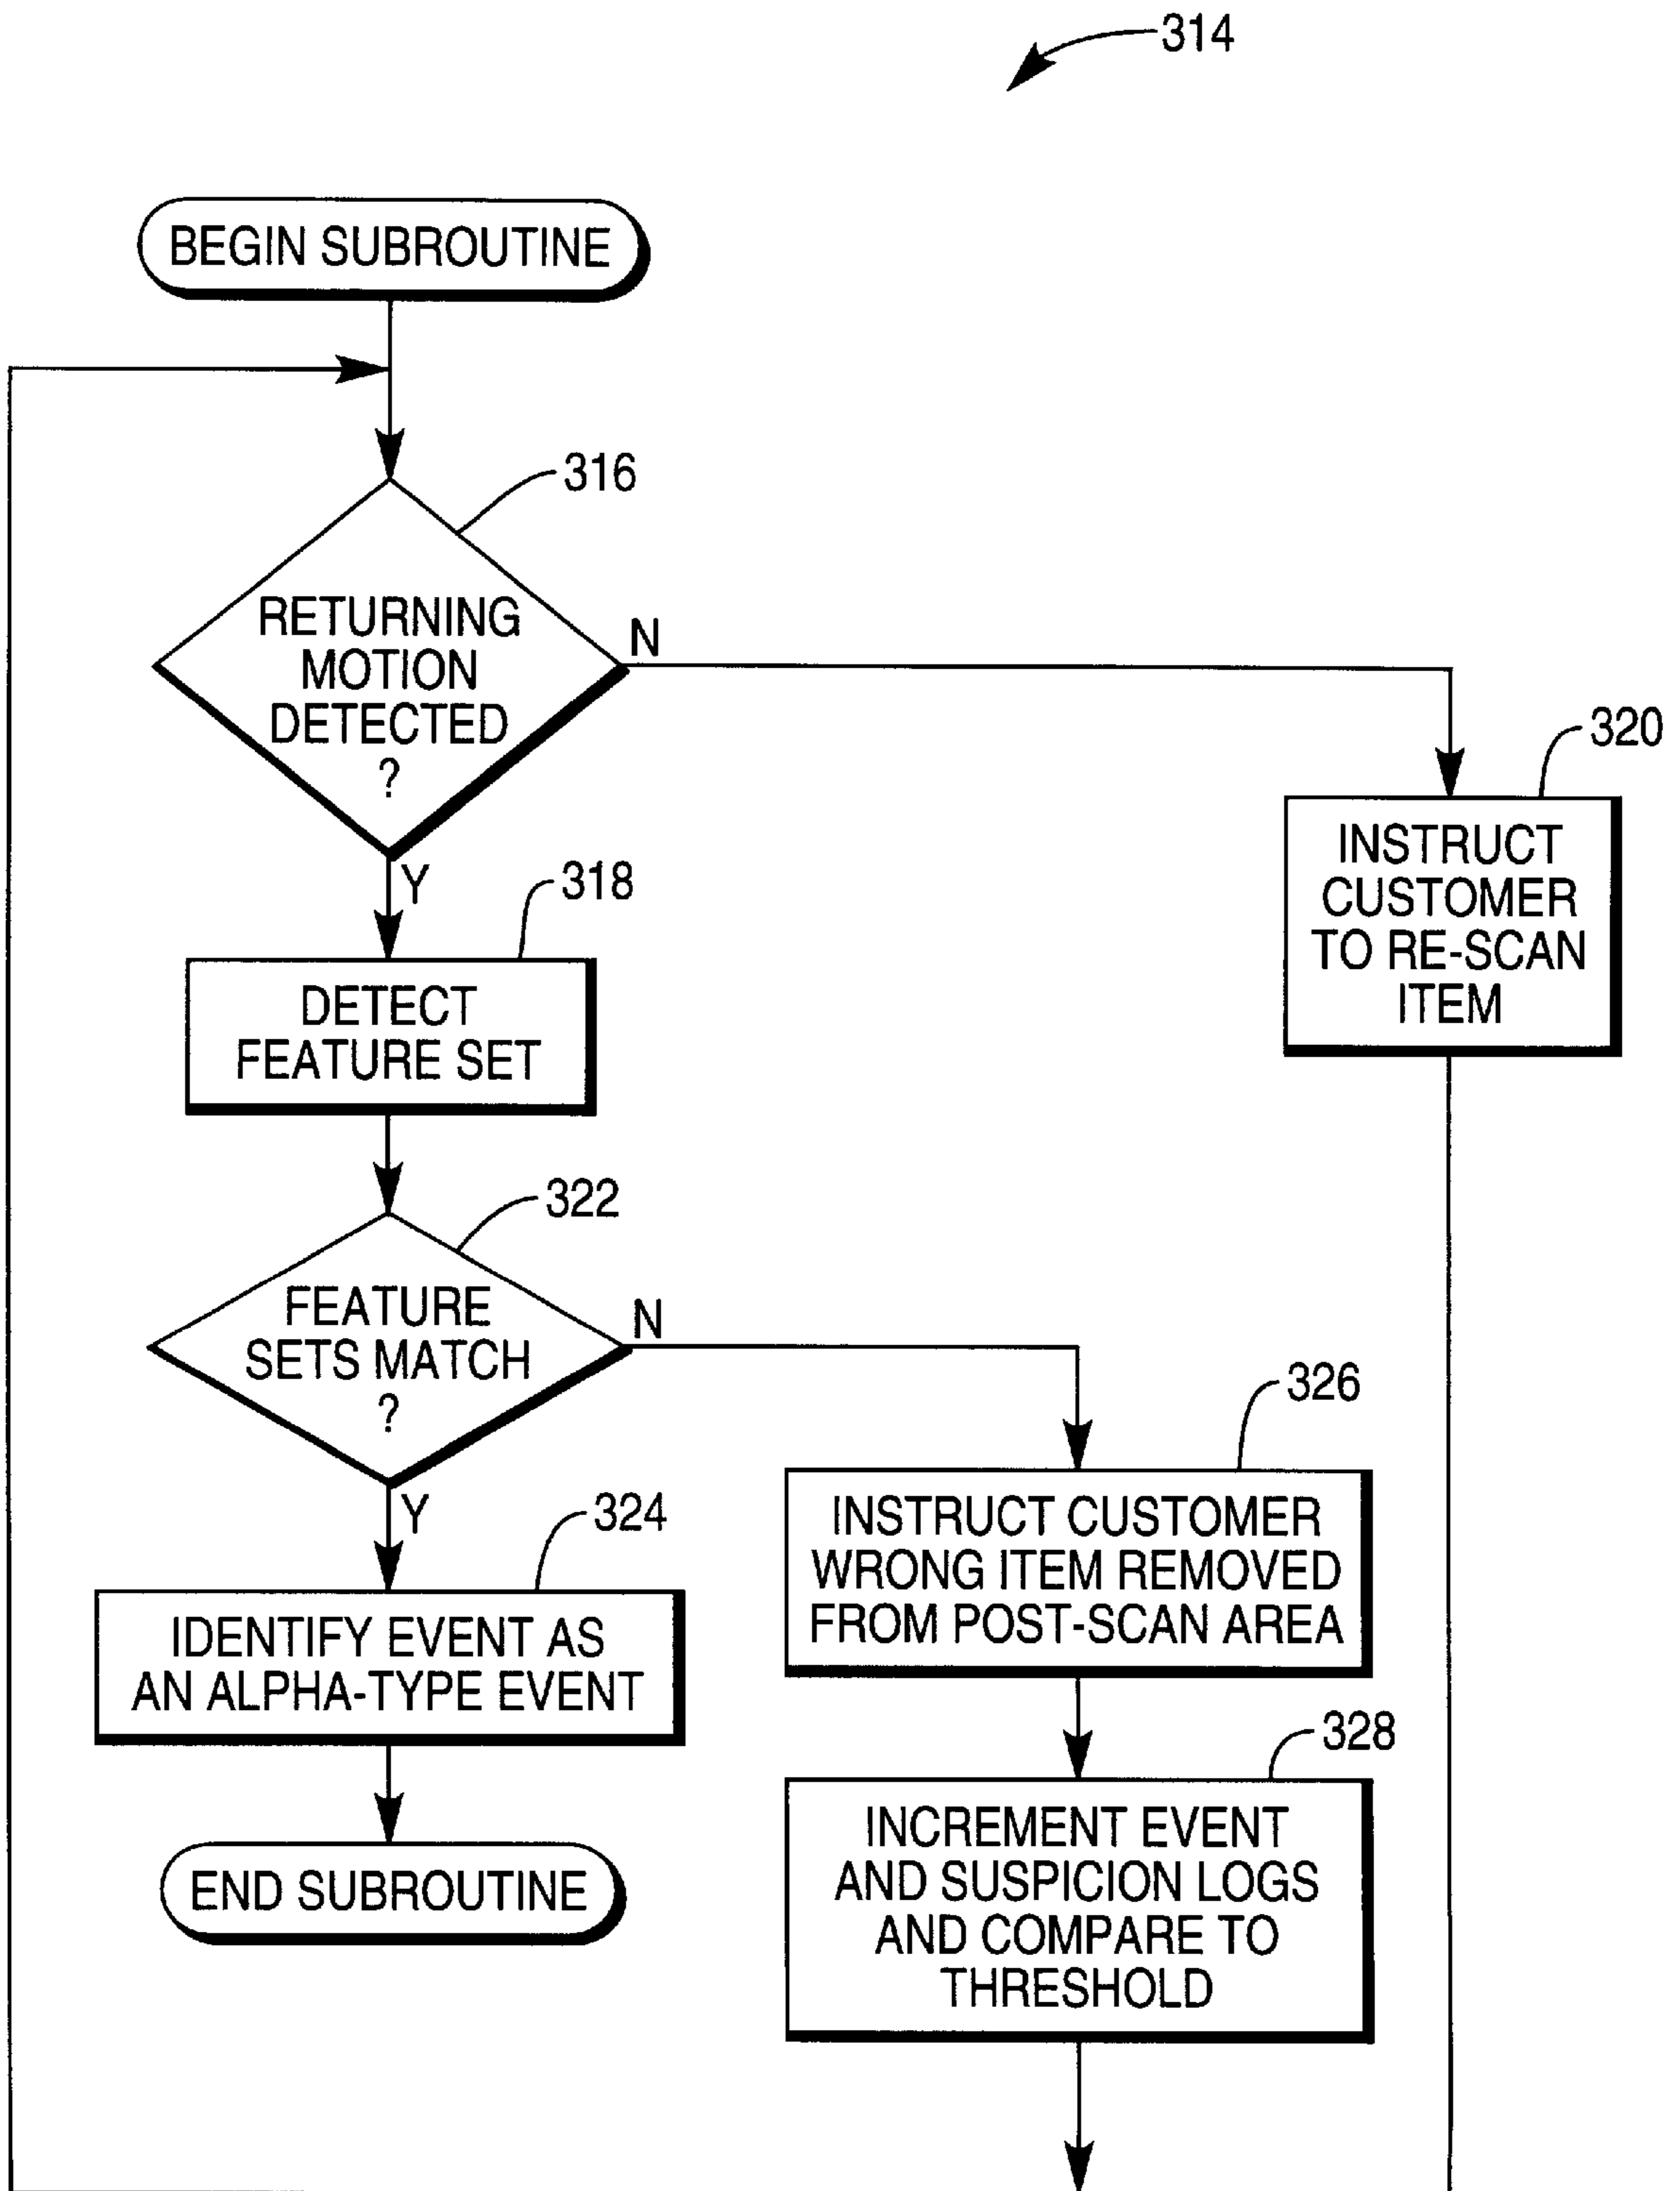 314
BEGIN SUBROUTINE
316
RETURNING
MOTION
DETECTED
?
N
Y
320
INSTRUCT
CUSTOMER
TO RE-SCAN
ITEM
318
DETECT
FEATURE SET
322
FEATURE
SETS MATCH
?
N
Y
326
INSTRUCT CUSTOMER
WRONG ITEM REMOVED
FROM POST-SCAN AREA
324
IDENTIFY EVENT AS
AN ALPHA-TYPE EVENT
328
INCREMENT EVENT
AND SUSPICION LOGS
AND COMPARE TO
THRESHOLD
END SUBROUTINE